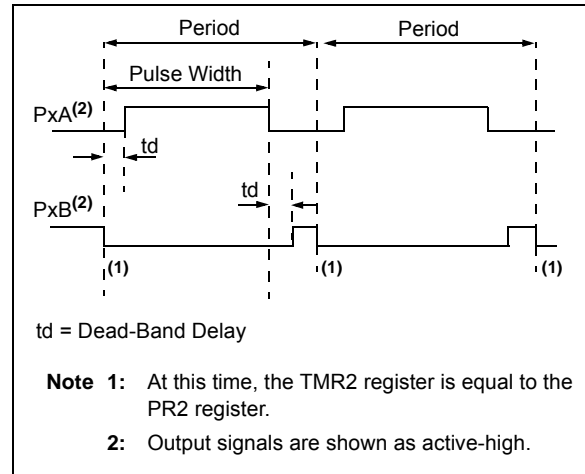 Period Period
Pulse Width
PxA(2)
td
td
PxB(2)
(1) (1) (1)
td = Dead-Band Delay
Note 1: At this time, the TMR2 register is equal to the
PR2 register.
2: Output signals are shown as active-high.